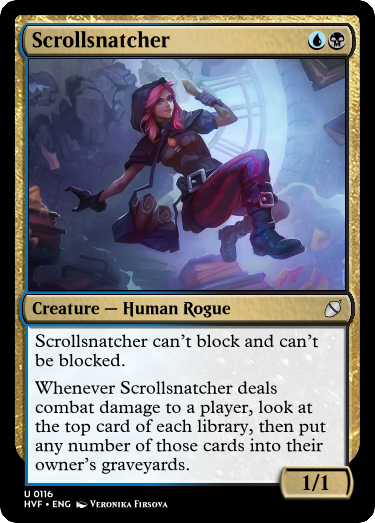 Scrollsnatcher
Creature — Human Rogue
Scrollsnatcher can't block and can't
be blocked.
Whenever Scrollsnatcher deals
combat damage to a player, look at
the top card of each library, then put
any number of those cards into their
owner's graveyards.
1/1
U 0116
HVF • ENG Veronika Firsova